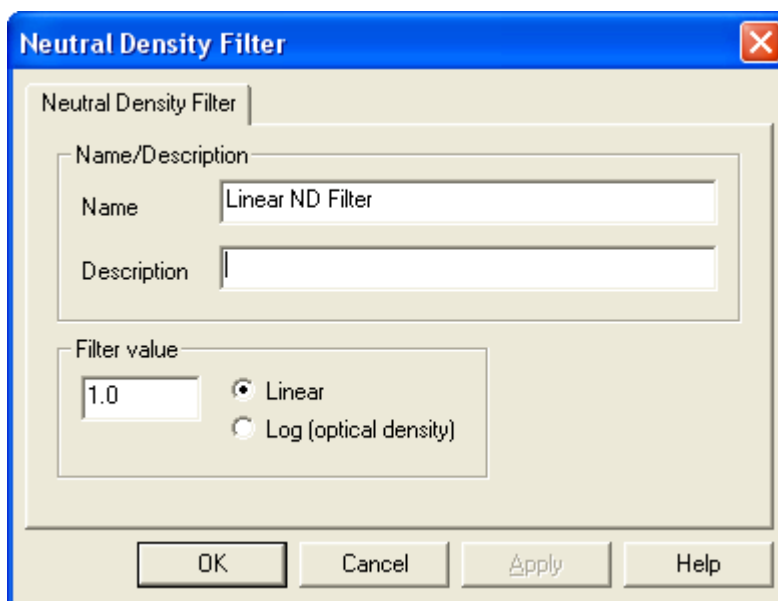 Neutral Density Filter
Neutral Density Filter
Name/Description
Name Linear ND Filter
Description
Filter value
1.0 Linear
Log (optical density)
OK Cancel Apply Help